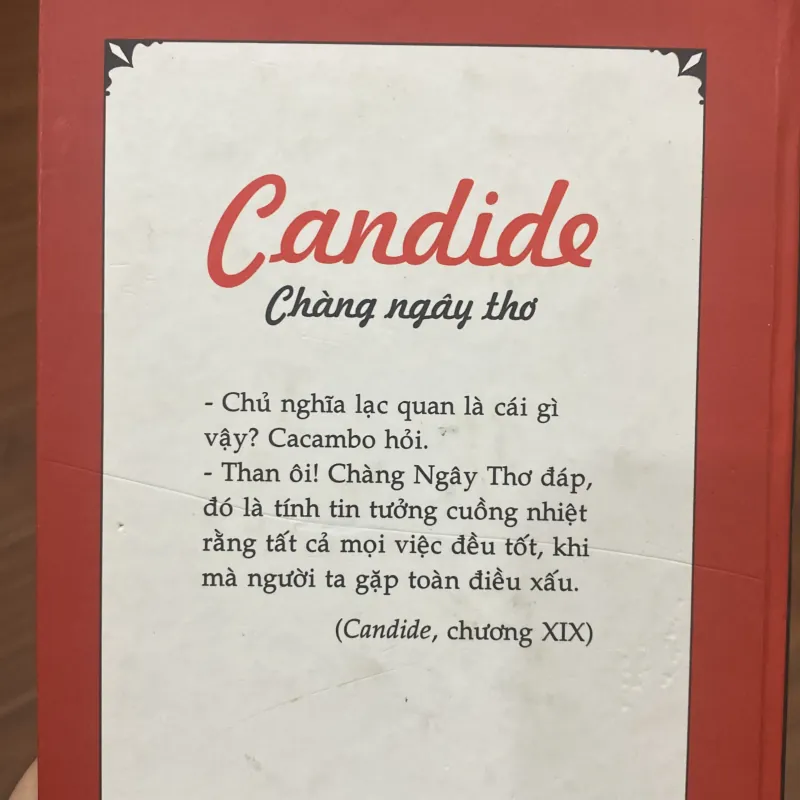 Candide
Chàng ngây thơ
- Chủ nghĩa lạc quan là cái gì
vậy? Cacambo hỏi.
- Than ôi! Chàng Ngây Thơ đáp,
đó là tính tin tưởng cuồng nhiệt
rằng tất cả mọi việc đều tốt, khi
mà người ta gặp toàn điều xấu.
(Candide, chương XIX)